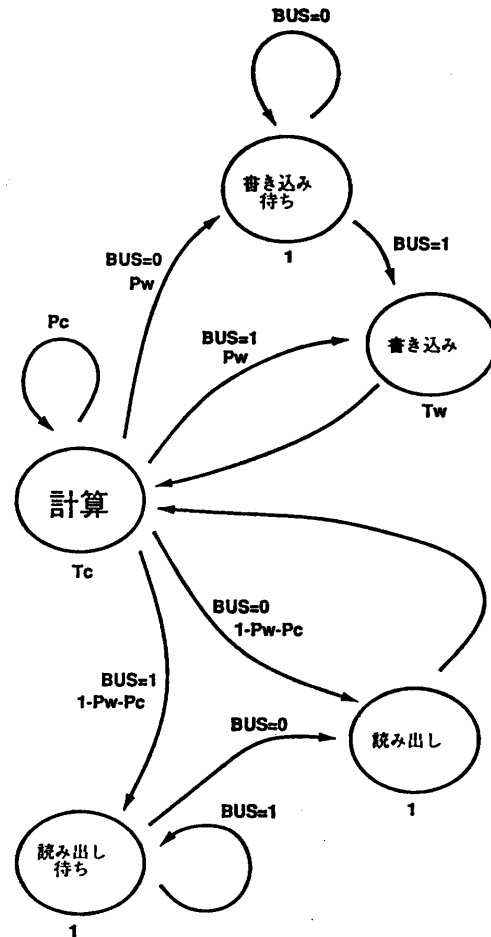 BUS=0
書き込み
待ち
1
BUS=1
BUS=0
Pw
BUS=1
Pw
書き込み
Tw
Pc
計算
Tc
BUS=0
1-Pw-Pc
BUS=1
1-Pw-Pc
BUS=0
読み出し
1
BUS=1
読み出し
待ち
1